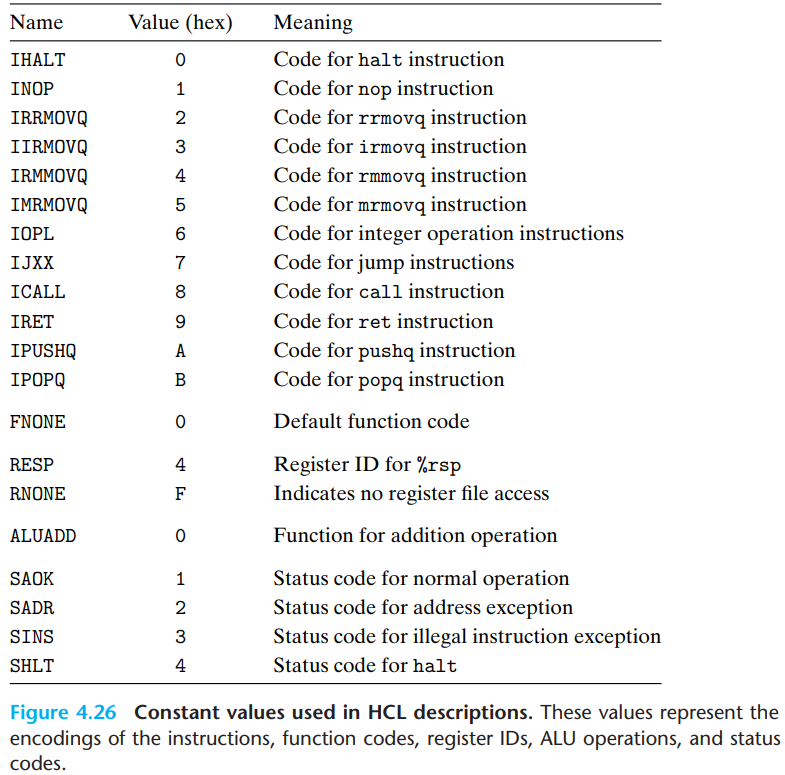 Name Value (hex) Meaning
IHALT 0 Code for halt instruction
INOP 1 Code for nop instruction
IRRMOVQ 2 Code for rrmovq instruction
IIRMOVQ 3 Code for irmovq instruction
IRMMOVQ 4 Code for rmmovq instruction
IMRMOVQ 5 Code for mrmovq instruction
IOPL 6 Code for integer operation instructions
IJXX 7 Code for jump instructions
ICALL 8 Code for call instruction
IRET 9 Code for ret instruction
IPUSHQ A Code for pushq instruction
IPOPQ B Code for popq instruction
FNONE 0 Default function code
RESP 4 Register ID for %rsp
RNONE F Indicates no register file access
ALUADD 0 Function for addition operation
SAOK 1 Status code for normal operation
SADR 2 Status code for address exception
SINS 3 Status code for illegal instruction exception
SHLT 4 Status code for halt
Figure 4.26 Constant values used in HCL descriptions. These values represent the
encodings of the instructions, function codes, register IDs, ALU operations, and status
codes.